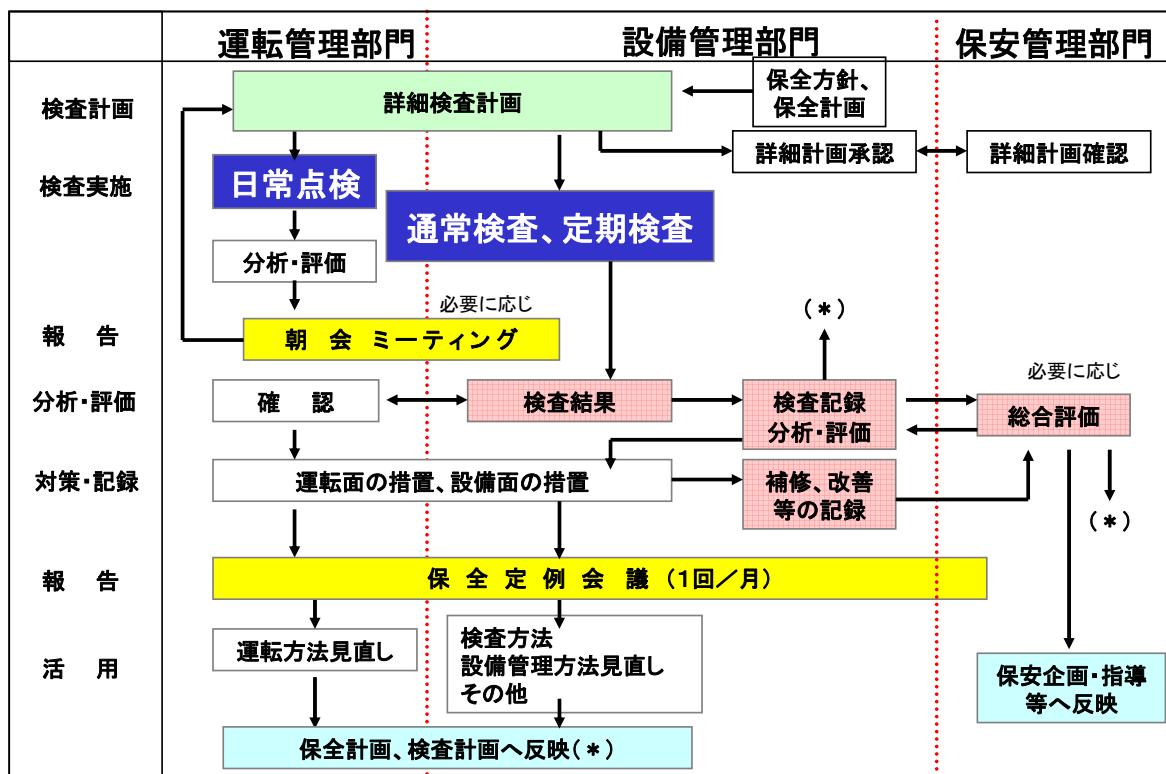 運転管理部門
設備管理部門
保安管理部門
検査計画
詳細検査計画
保全方針、
保全計画
詳細計画承認
詳細計画確認
検査実施
日常点検
通常検査、定期検査
分析・評価
必要に応じ
報　告
朝 会 ミーティング
(*)
必要に応じ
分析・評価
確　認
検査結果
検査記録
分析・評価
総合評価
対策・記録
運転面の措置、設備面の措置
補修、改善
等の記録
(*)
報　告
保 全 定 例 会 議 (1回／月)
活　用
運転方法見直し
検査方法
設備管理方法見直し
その他
保安企画・指導
等へ反映
保全計画、検査計画へ反映(*)